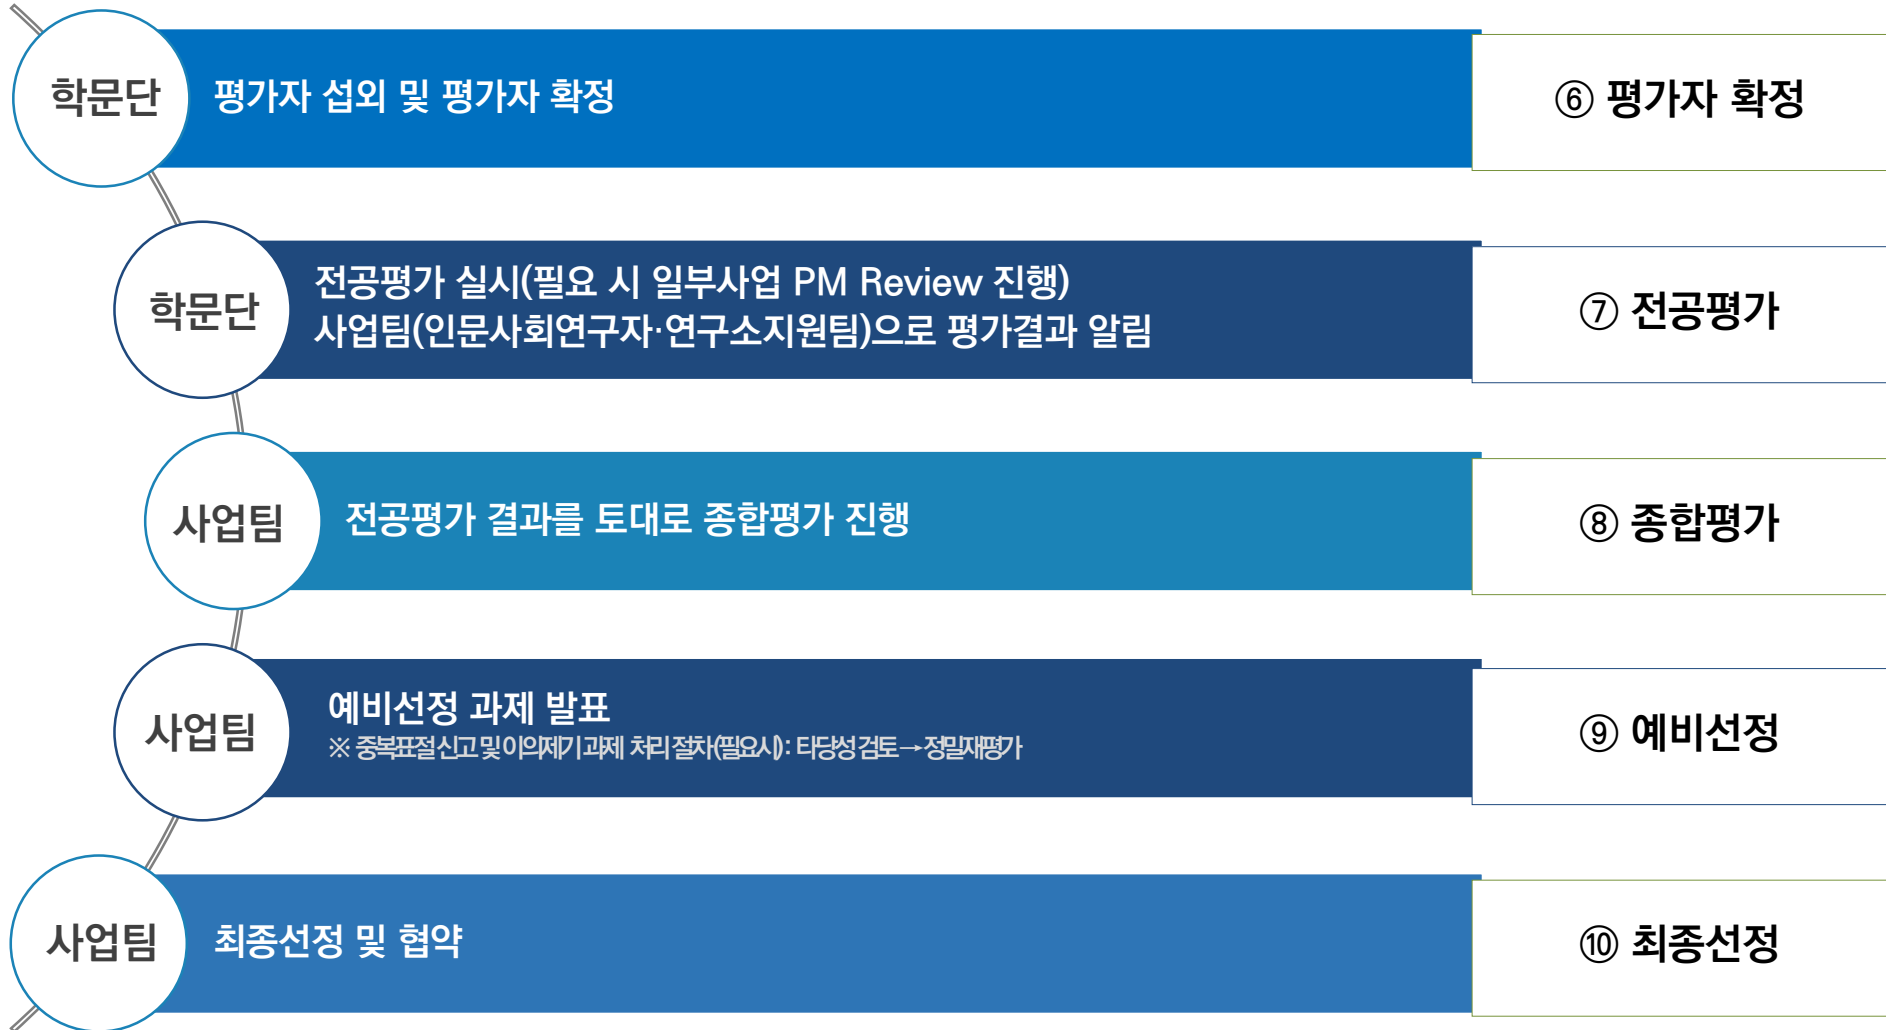 학문단
평가자 섭외 및 평가자 확정
⑥ 평가자 확정
학문단
전공평가 실시(필요 시 일부사업 PM Review 진행)
사업팀(인문사회연구자·연구소지원팀)으로 평가결과 알림
⑦ 전공평가
사업팀
전공평가 결과를 토대로 종합평가 진행
⑧ 종합평가
사업팀
예비선정 과제 발표
※ 중복표절 신고 및 이의제기 과제 처리 절차(필요시) : 타당성 검토→정밀재평가
⑨ 예비선정
사업팀
최종선정 및 협약
⑩ 최종선정